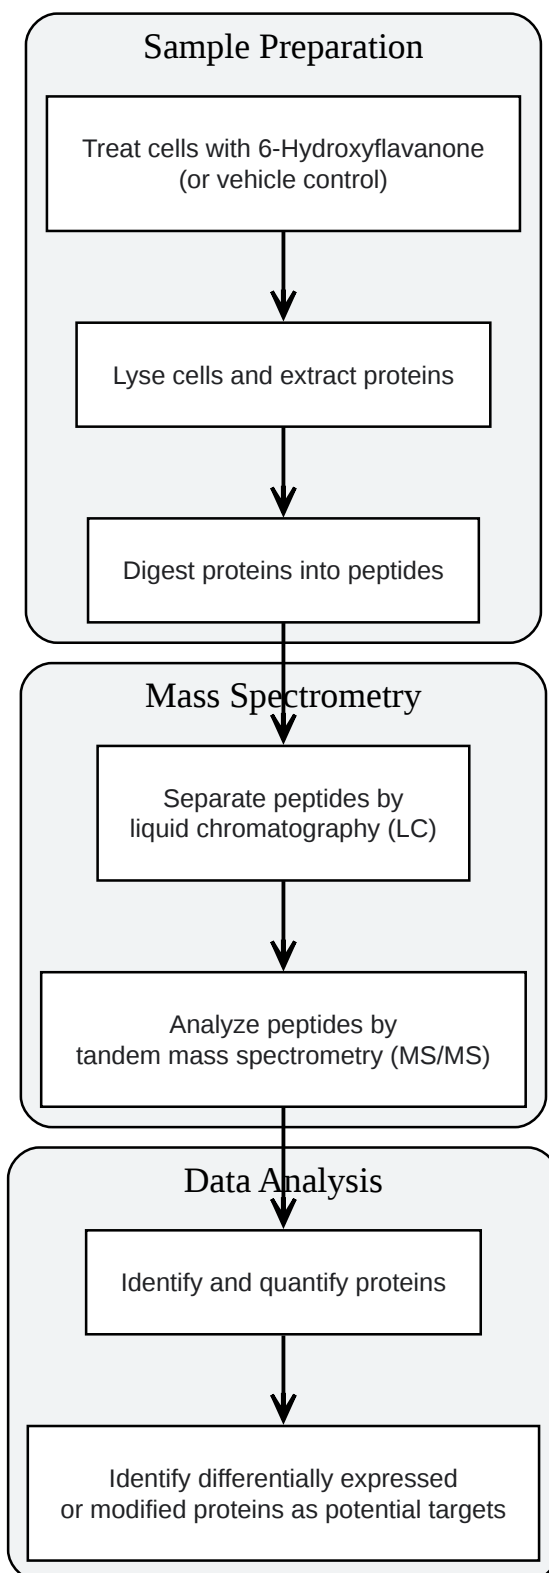 Sample Preparation
Treat cells with 6-Hydroxyflavanone
(or vehicle control)
Lyse cells and extract proteins
Digest proteins into peptides
Mass Spectrometry
Separate peptides by
liquid chromatography (LC)
Analyze peptides by
tandem mass spectrometry (MS/MS)
Data Analysis
Identify and quantify proteins
Identify differentially expressed
or modified proteins as potential targets